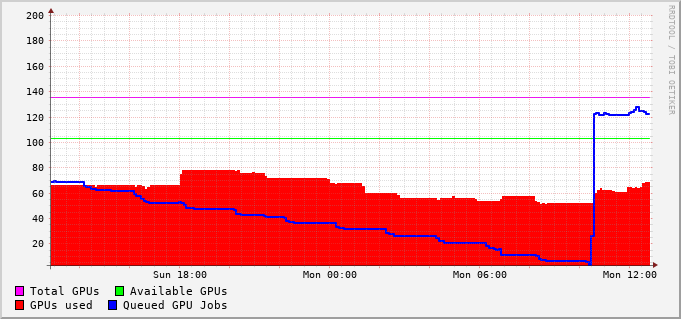 200
180
160
140
120
100
80
60
40
20
Sun 18:00 Mon 00:00 Mon 06:00 Mon 12:00
Total GPUs Available GPUs
GPUs used Queued GPU Jobs
RRDTOOL / TOBI OETIKER